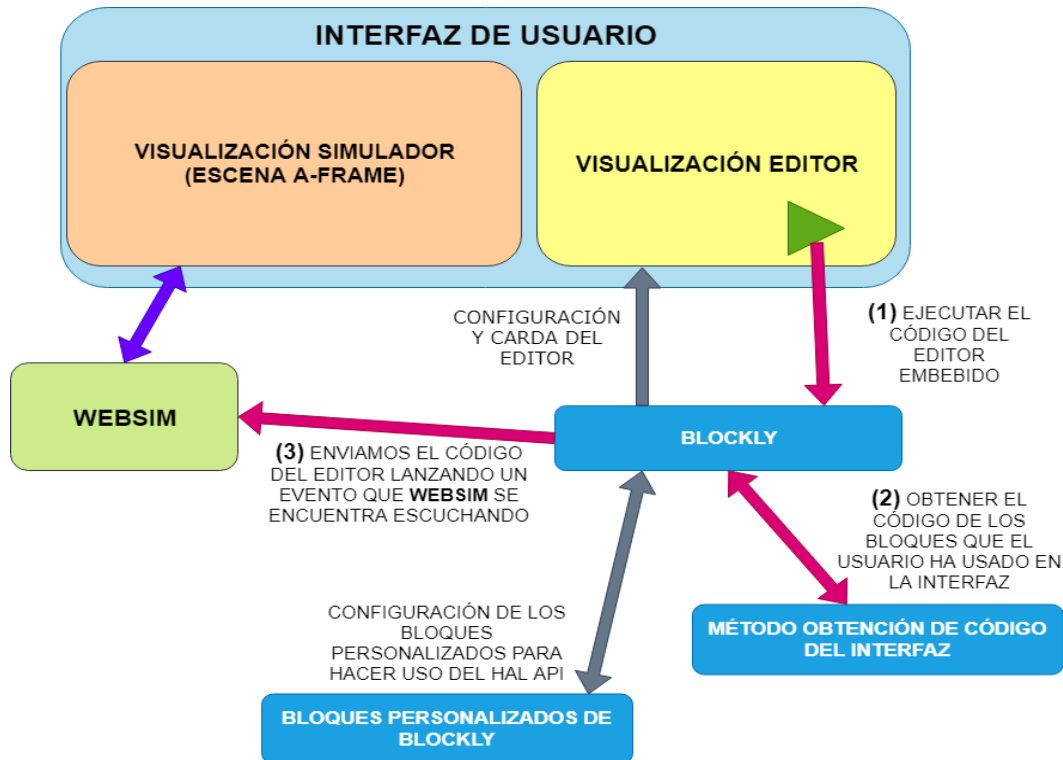 INTERFAZ DE USUARIO
VISUALIZACIÓN SIMULADOR
(ESCENA A-FRAME)
VISUALIZACIÓN EDITOR
CONFIGURACIÓN
Y CARDA DEL
EDITOR
(1) EJECUTAR EL
CÓDIGO DEL
EDITOR
EMBEBIDO
WEBSIM
BLOCKLY
(3) ENVIAMOS EL CÓDIGO
DEL EDITOR LANZANDO UN
EVENTO QUE WEBSIM SE
ENCUENTRA ESCUCHANDO
(2) OBTENER EL
CÓDIGO DE LOS
BLOQUES QUE EL
USUARIO HA USADO EN
LA INTERFAZ
CONFIGURACIÓN DE LOS
BLOQUES
PERSONALIZADOS PARA
HACER USO DEL HAL API
MÉTODO OBTENCIÓN DE CÓDIGO
DEL INTERFAZ
BLOQUES PERSONALIZADOS DE
BLOCKLY